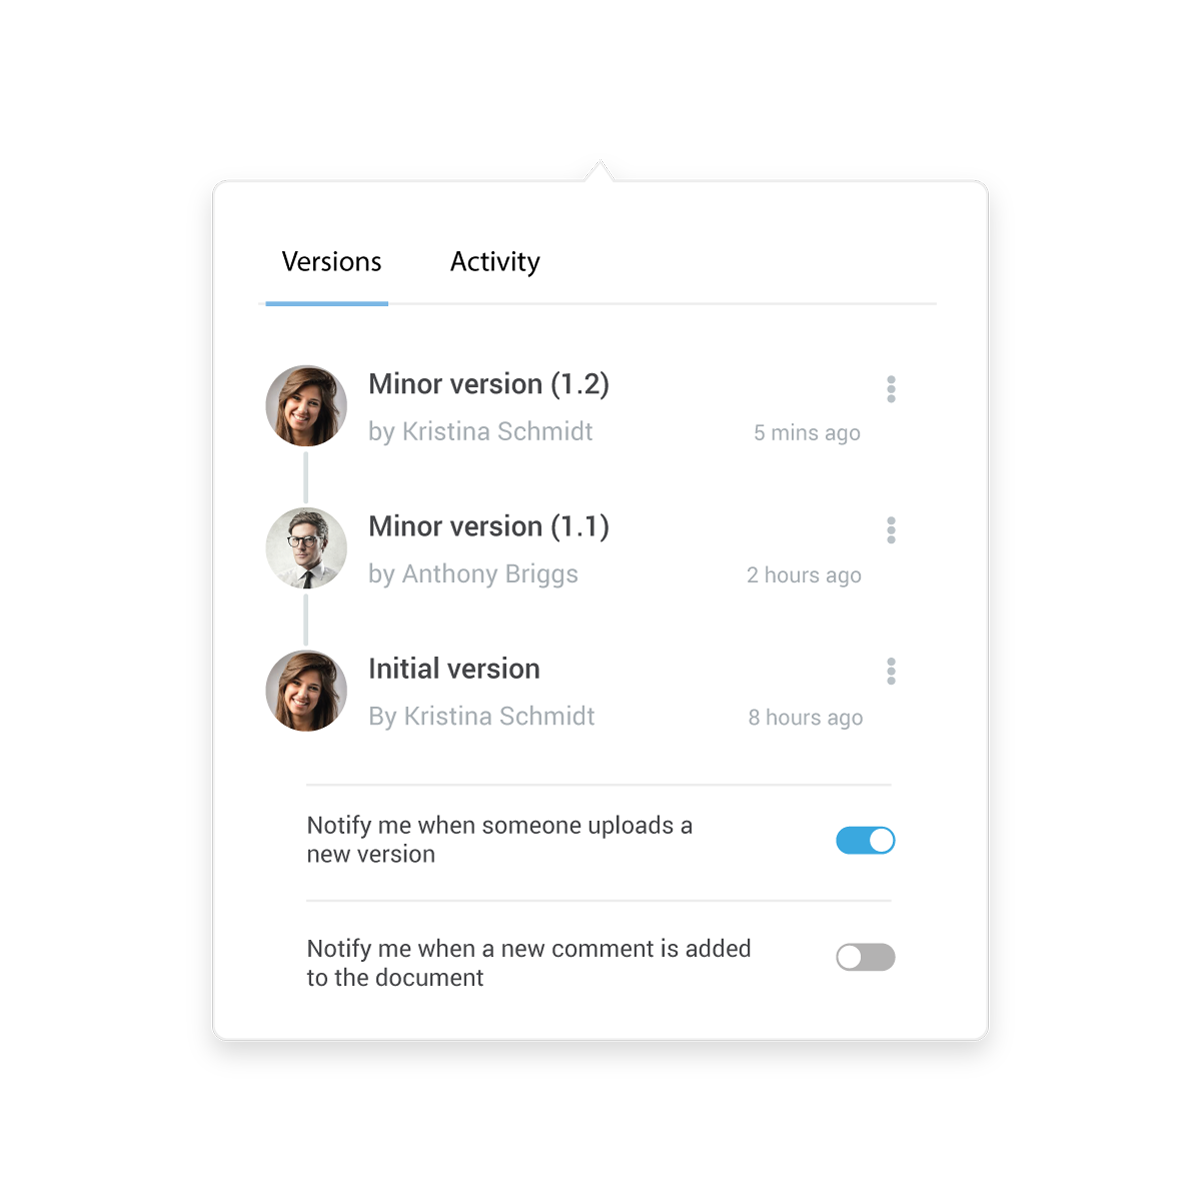 Versions Activity
Minor version (1.2)
by Kristina Schmidt 5 mins ago
Minor version (1.1)
by Anthony Briggs 2 hours ago
Initial version
By Kristina Schmidt 8 hours ago
Notify me when someone uploads a
new version
Notify me when a new comment is added
to the document